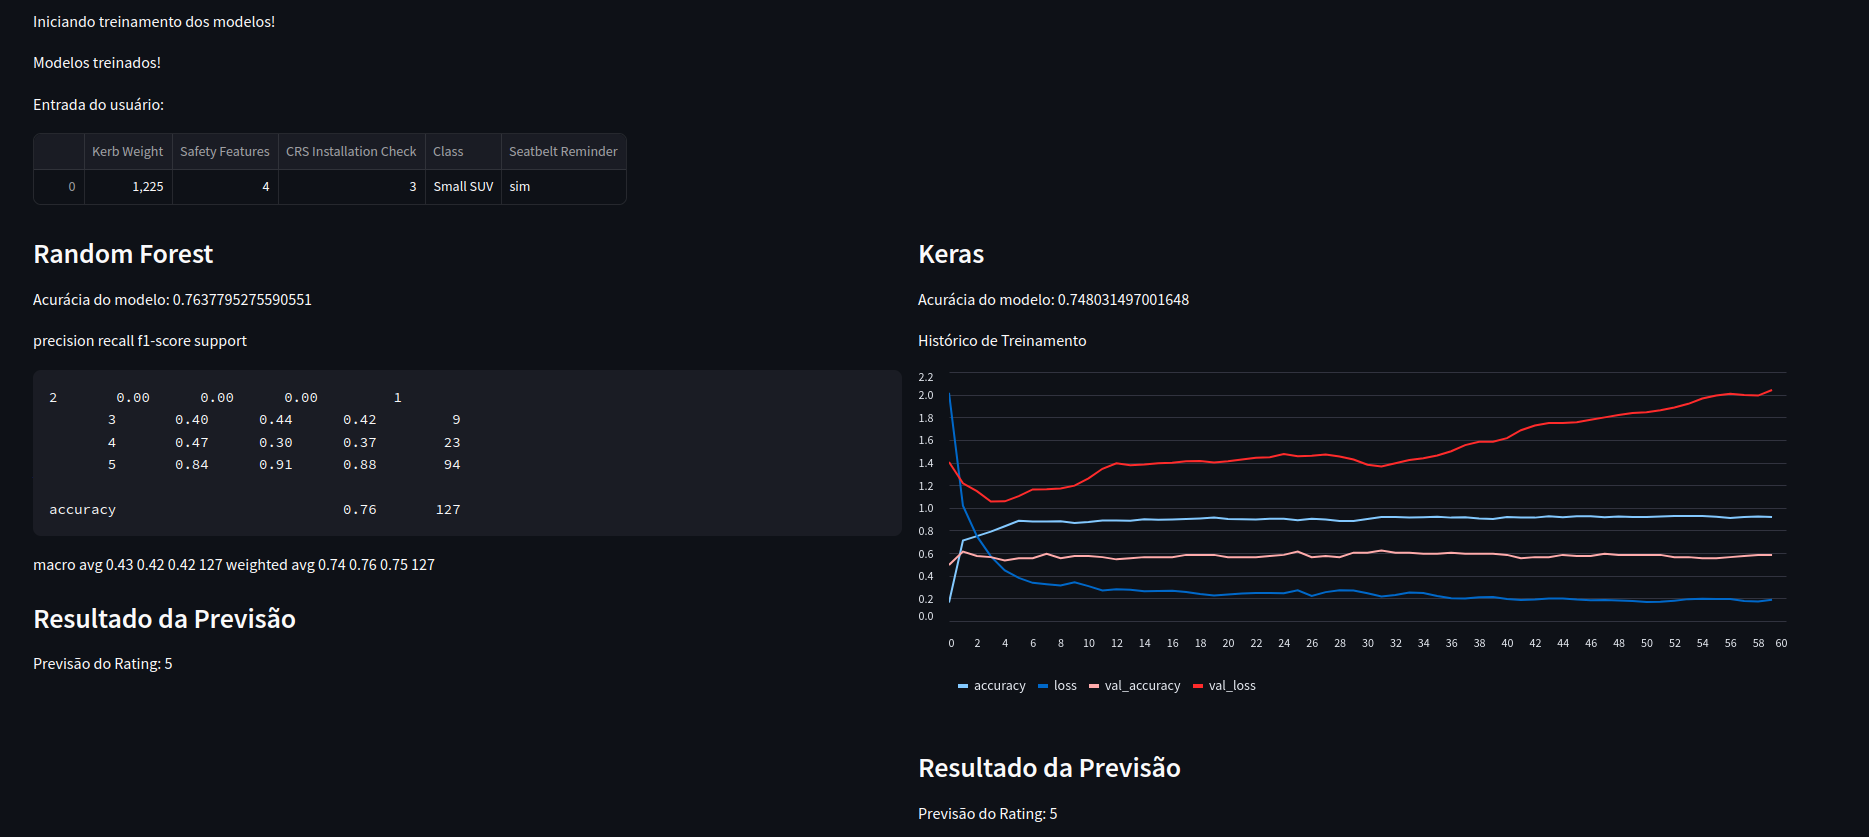 Iniciando treinamento dos modelos!
Modelos treinados!
Entrada do usuário:
Kerb Weight Safety Features CRS Installation Check Class Seatbelt Reminder
0 1,225 4 3 Small SUV sim
Random Forest
Acurácia do modelo: 0.7637795275590551
precision recall f1-score support
2 0.00 0.00 0.00 1
3 0.40 0.44 0.42 9
4 0.47 0.30 0.37 23
5 0.84 0.91 0.88 94
accuracy 0.76 127
macro avg 0.43 0.42 0.42 127 weighted avg 0.74 0.76 0.75 127
Resultado da Previsão
Previsão do Rating: 5
Keras
Acurácia do modelo: 0.748031497001648
Histórico de Treinamento
2.2
2.0
1.8
1.6
1.4
1.2
1.0
0.8
0.6
0.4
0.2
0.0
0 2 4 6 8 10 12 14 16 18 20 22 24 26 28 30 32 34 36 38 40 42 44 46 48 50 52 54 56 58 60
accuracy loss val_accuracy val_loss
Resultado da Previsão
Previsão do Rating: 5